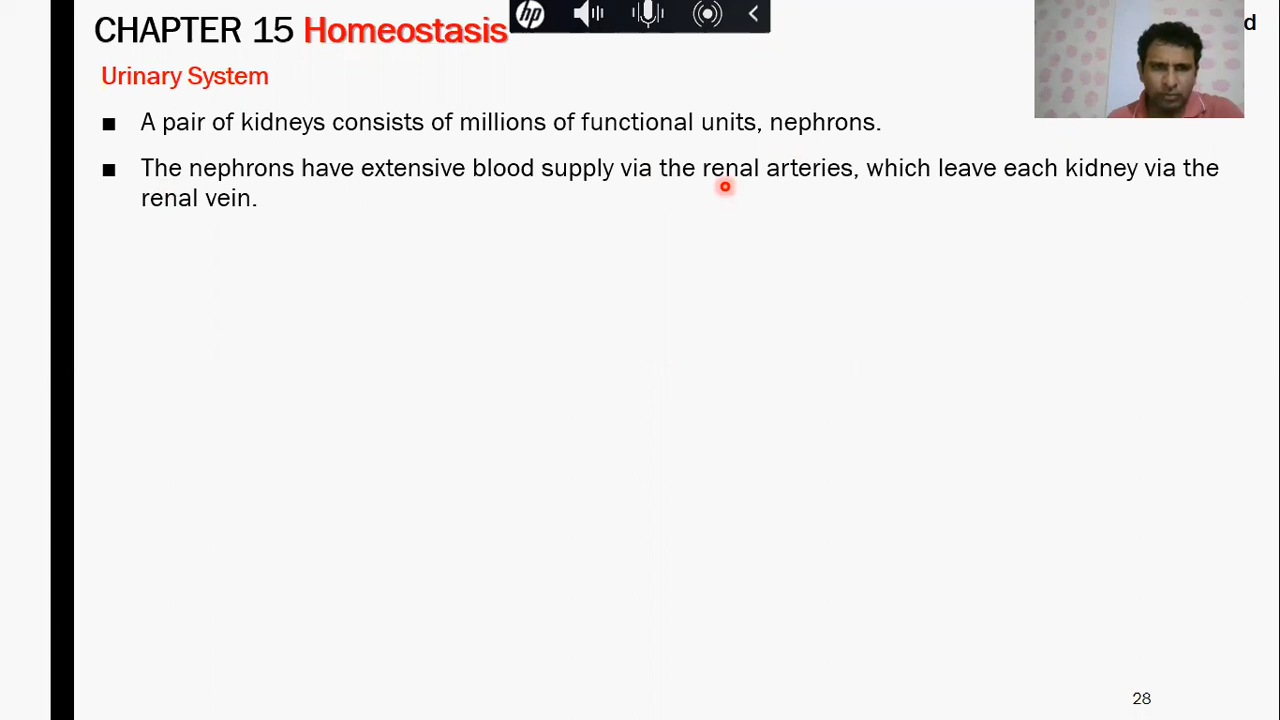 CHAPTER 15 Homeostasis
d
Urinary System
■ A pair of kidneys consists of millions of functional units, nephrons.
■ The nephrons have extensive blood supply via the renal arteries, which leave each kidney via the
renal vein.
28
hp